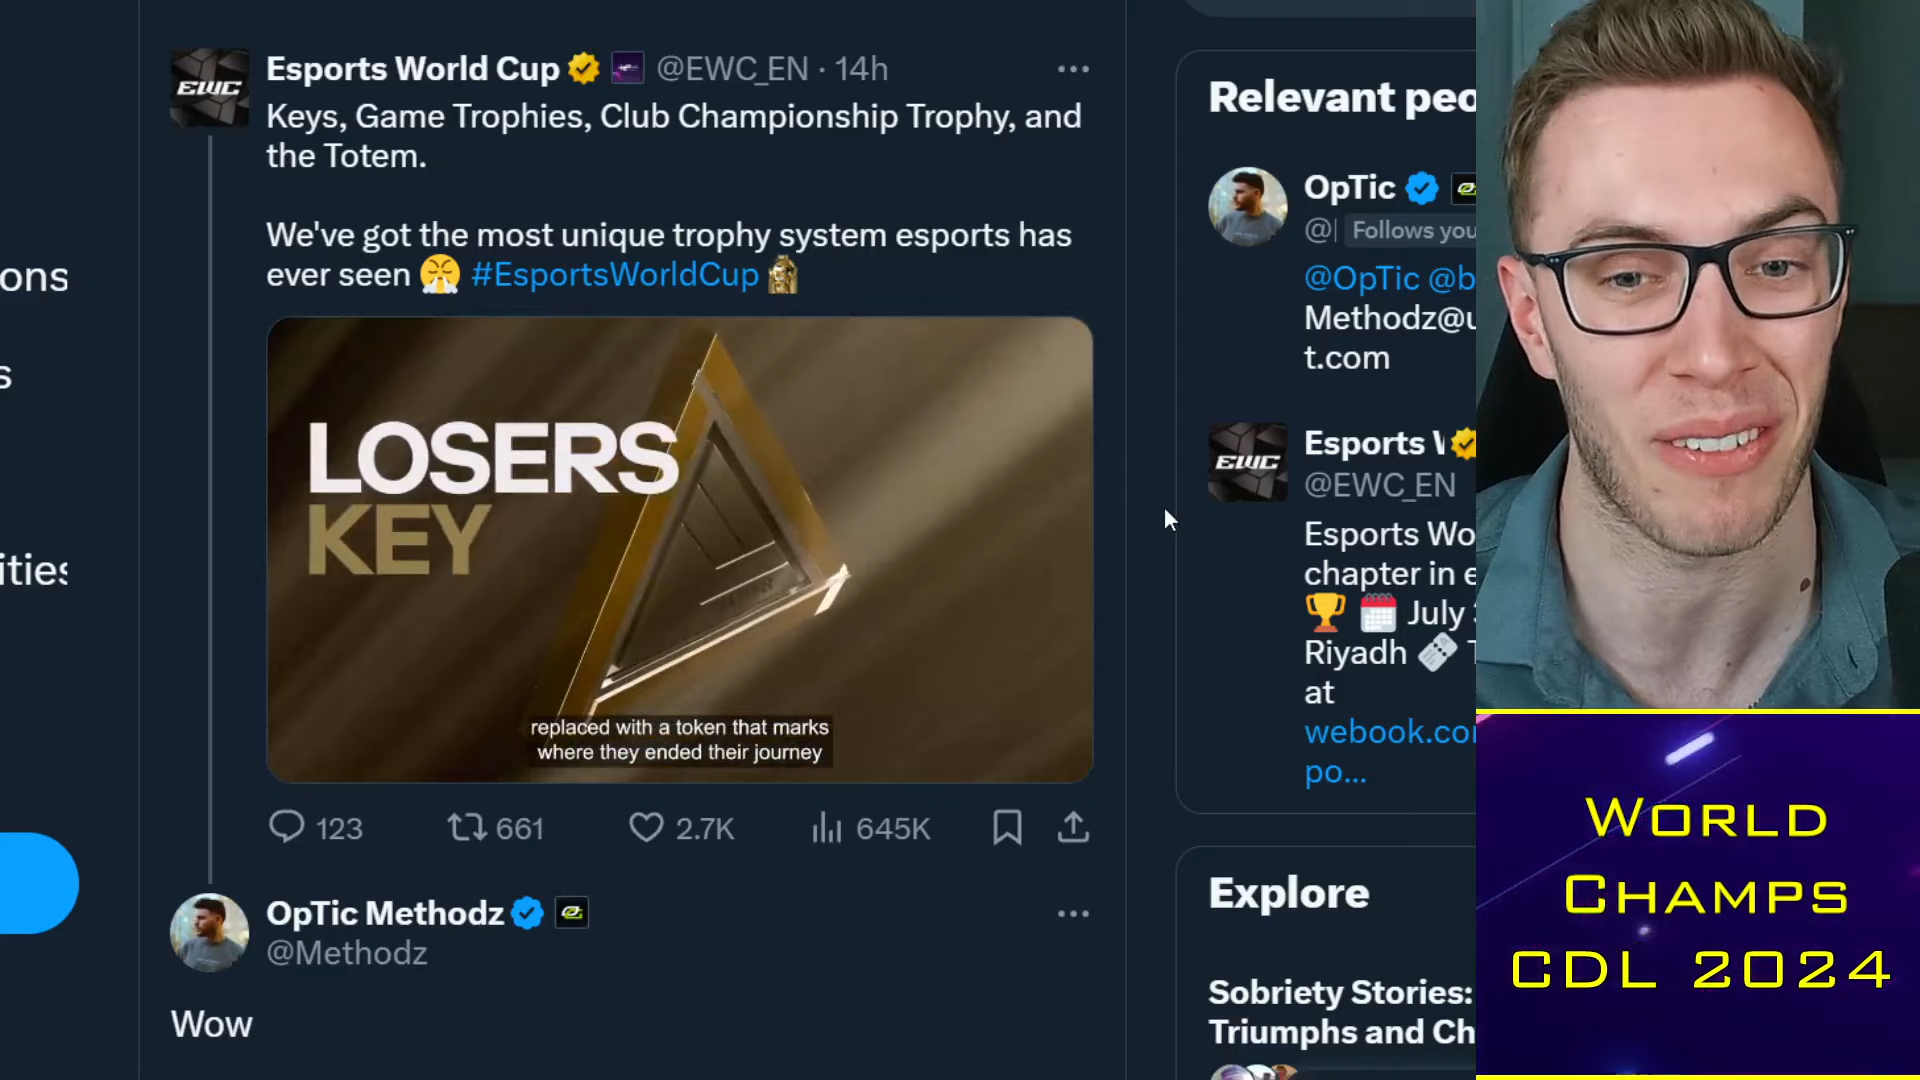 Esports World Cup @EWC_EN · 14h
Keys, Game Trophies, Club Championship Trophy, and
the Totem.
We've got the most unique trophy system esports has
ever seen 😤 #EsportsWorldCup
EWC
LOSERS
KEY
replaced with a token that marks
where they ended their journey
123 661 2.7K 645K
OpTic Methodz
@Methodz
Wow
ons
s
ities
Relevant peo
OpTic
@ Follows you
@OpTic @b
Methodz@u
t.com
EWC
Esports
@EWC_EN
Esports Wo
chapter in e
🏆 📅 July
Riyadh
at
webook.co
po...
Explore
Sobriety Stories:
Triumphs and Ch
WORLD
CHAMPS
CDL 2024